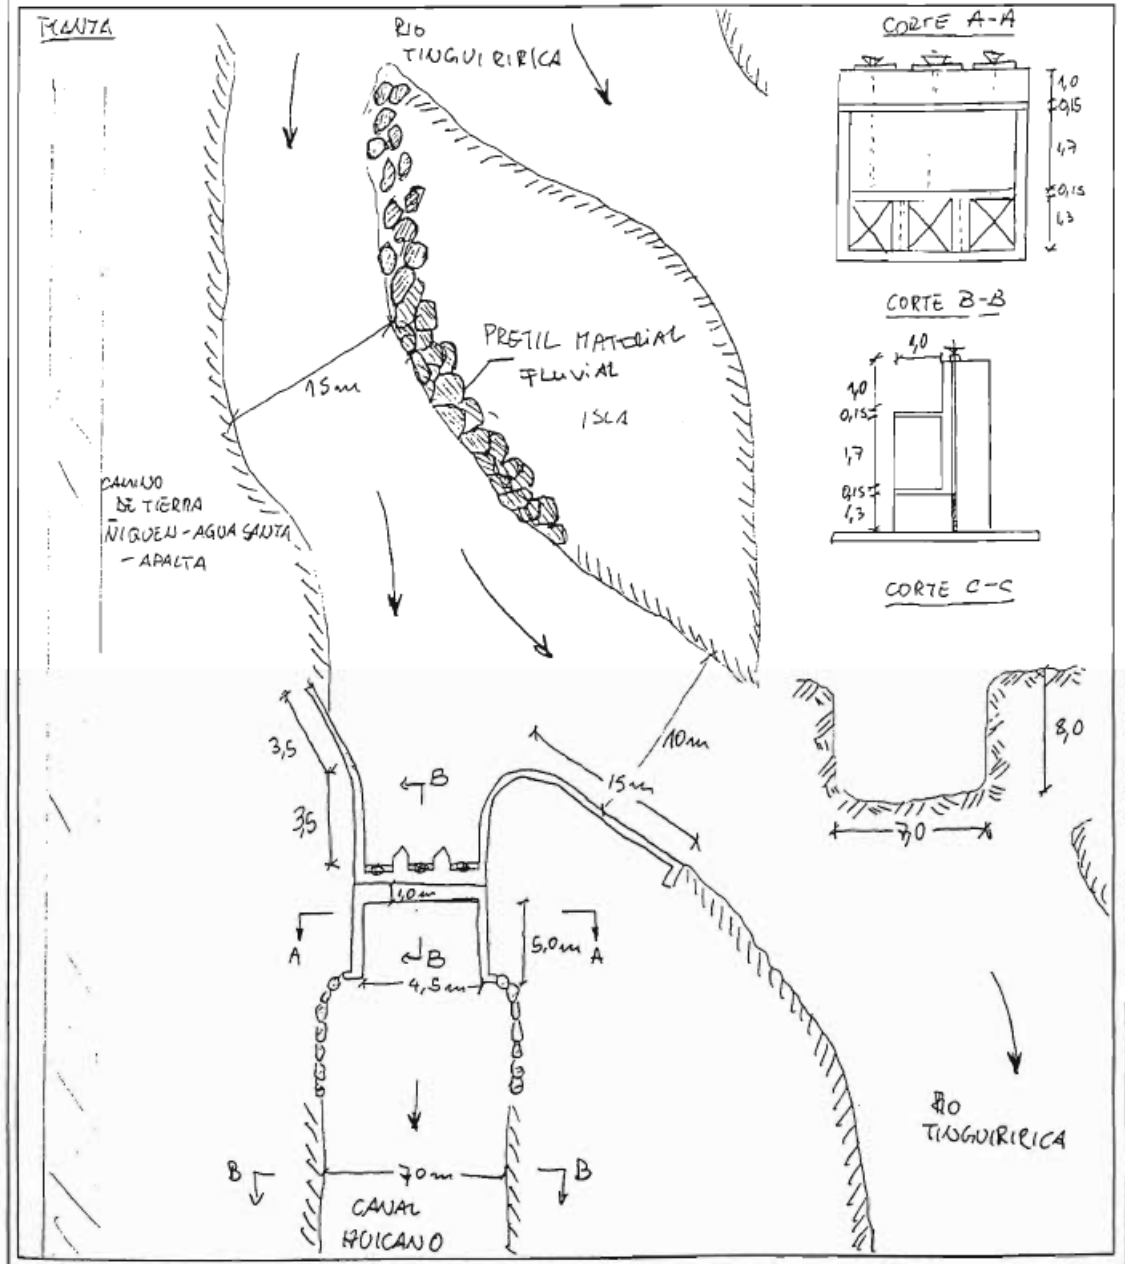 PLANTA
RIO
TINGUIRIRICA
CORTE A-A
1,0
0,15
1,7
0,15
1,3
CORTE B-B
1,0
1,0
0,15
1,7
0,15
1,3
PRETIL MATERIAL
FLUVIAL
ISLA
15m
CAMINO
DE TIERRA
ÑIQUEN - AGUA SANTA
- APALTA
CORTE C-C
8,0
7,0
3,5
3,5
B
10m
15m
1,0m
A
B
5,0m
A
4,5m
B
7,0m
B
CANAL
HUICANO
RIO
TINGUIRIRICA